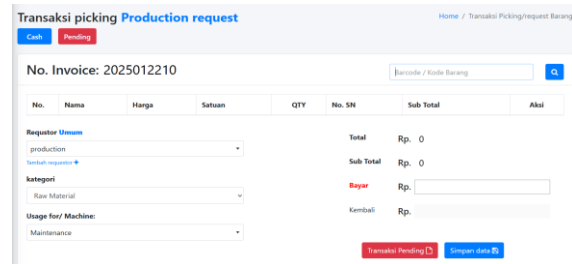 Transaksi picking Production request
Home / Transaksi Picking/request Barang
Cash Pending
No. Invoice: 2025012210
Barcode / Kode Barang
No. Nama Harga Satuan QTY No. SN Sub Total Aksi
Requstor Umum
production
Tambah requestor
kategori
Raw Material
Usage for/ Machine:
Maintenance
Total Rp. 0
Sub Total Rp. 0
Bayar Rp.
Kembali Rp.
Transaksi Pending Simpan data